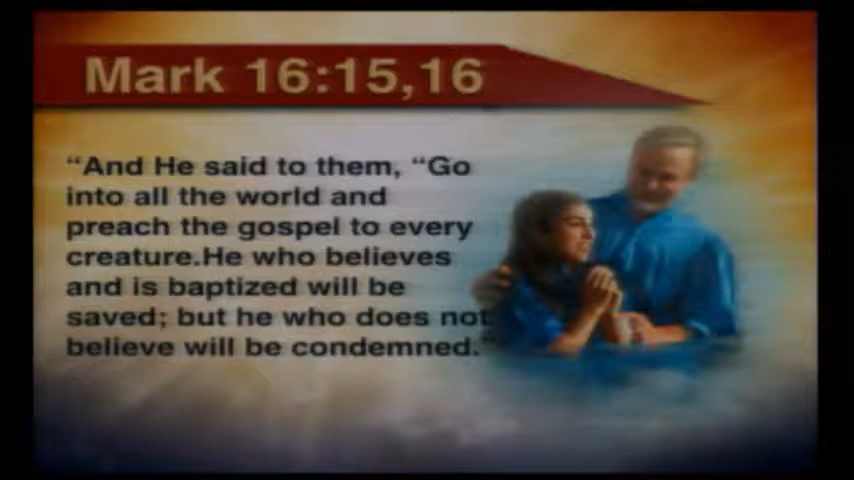 Mark 16:15,16
“And He said to them, “Go
into all the world and
preach the gospel to every
creature.He who believes
and is baptized will be
saved; but he who does not
believe will be condemned.”